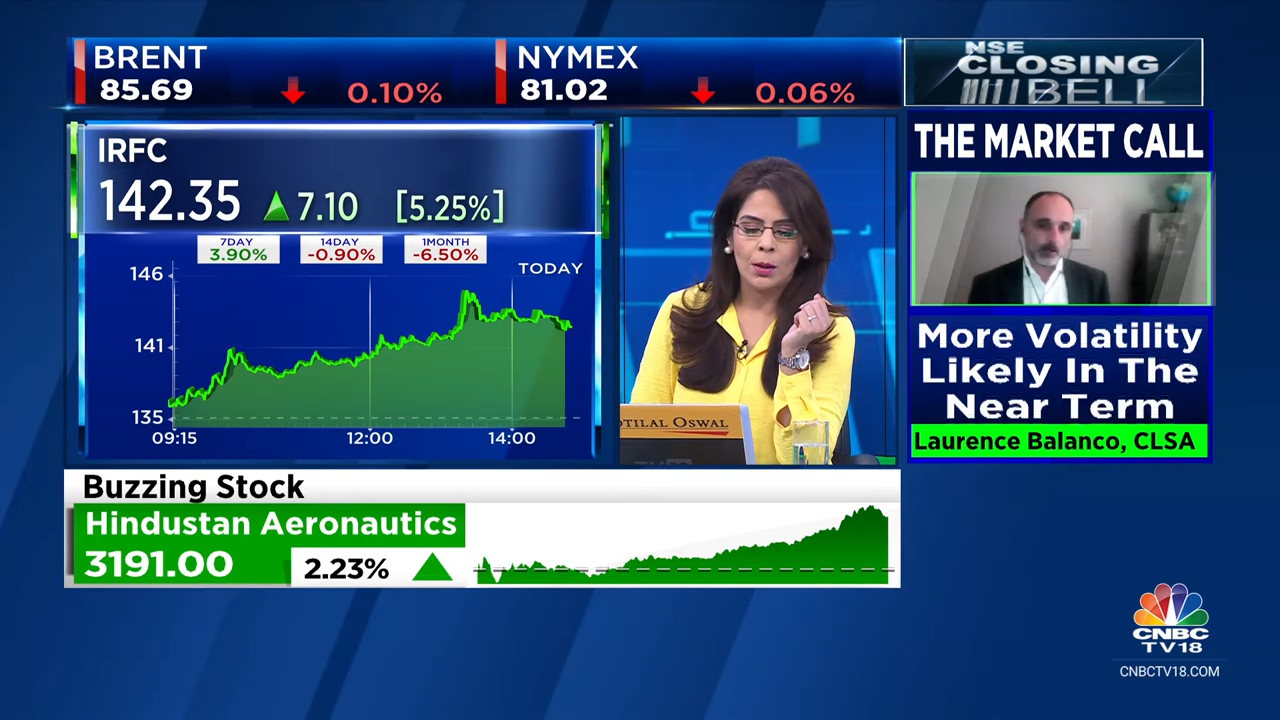 BRENT
85.69 0.10%
NYMEX
81.02 0.06%
NSE
CLOSING
BELL
IRFC
142.35 7.10 [5.25%]
7DAY
3.90%
14DAY
-0.90%
1MONTH
-6.50%
TODAY
146
141
135
09:15 12:00 14:00
OTILAL OSWAL
THE MARKET CALL
More Volatility
Likely In The
Near Term
Laurence Balanco, CLSA
Buzzing Stock
Hindustan Aeronautics
3191.00 2.23%
CNBC
TV18
CNBCTV18.COM